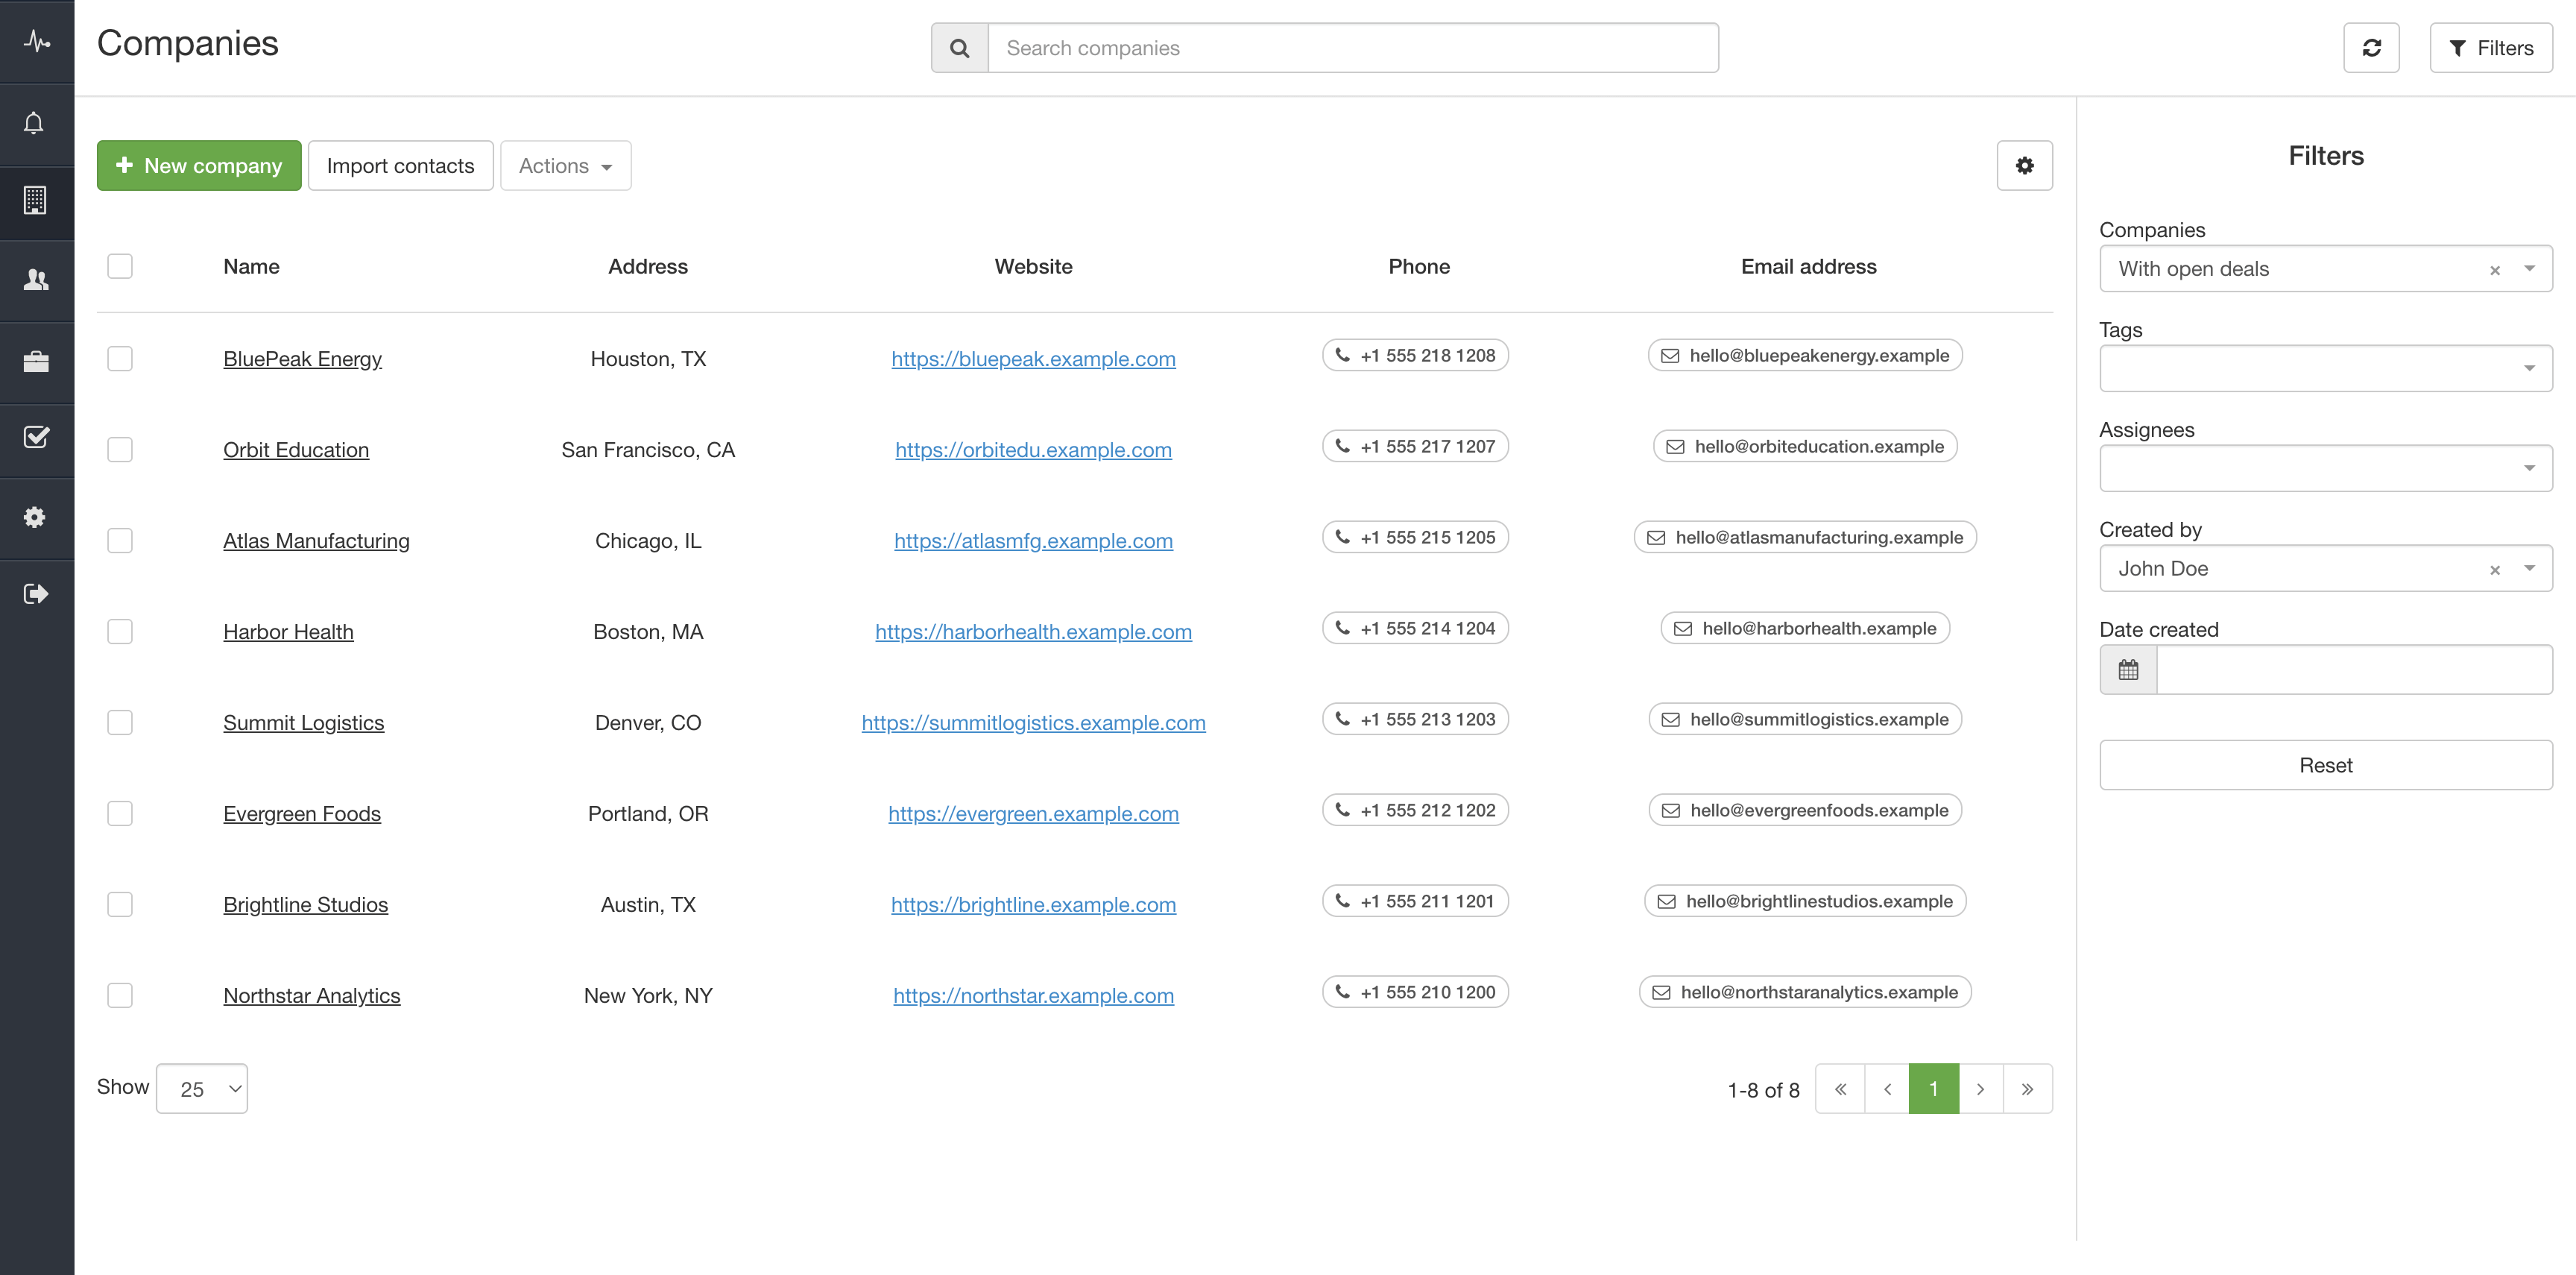 Companies
Search companies
Filters
New company
Import contacts
Actions
Name Address Website Phone Email address
BluePeak Energy Houston, TX https://bluepeak.example.com +1 555 218 1208 hello@bluepeakenergy.example
Orbit Education San Francisco, CA https://orbitedu.example.com +1 555 217 1207 hello@orbiteducation.example
Atlas Manufacturing Chicago, IL https://atlasmfg.example.com +1 555 215 1205 hello@atlasmanufacturing.example
Harbor Health Boston, MA https://harborhealth.example.com +1 555 214 1204 hello@harborhealth.example
Summit Logistics Denver, CO https://summitlogistics.example.com +1 555 213 1203 hello@summitlogistics.example
Evergreen Foods Portland, OR https://evergreen.example.com +1 555 212 1202 hello@evergreenfoods.example
Brightline Studios Austin, TX https://brightline.example.com +1 555 211 1201 hello@brightlinestudios.example
Northstar Analytics New York, NY https://northstar.example.com +1 555 210 1200 hello@northstaranalytics.example
Show 25
1-8 of 8 « ‹ 1 › »
Filters
Companies
With open deals ×
Tags
Assignees
Created by
John Doe ×
Date created
Reset